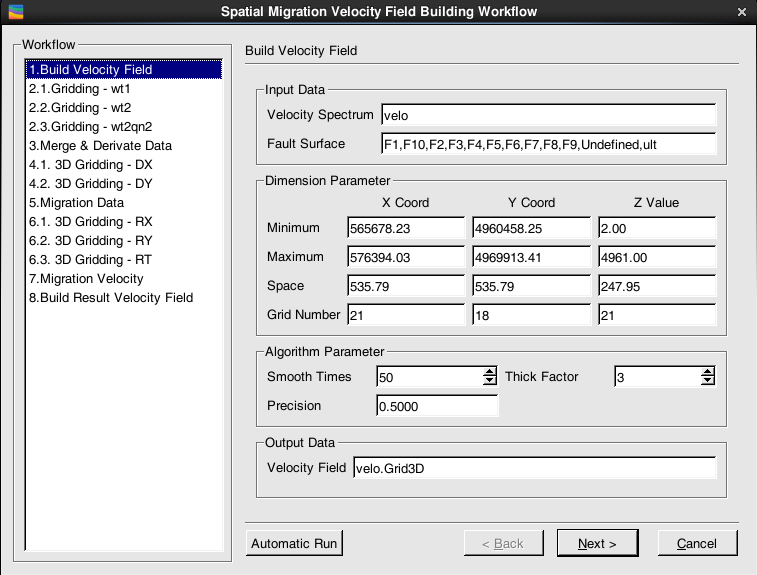 Spatial Migration Velocity Field Building Workflow
Workflow
1.Build Velocity Field
2.1.Gridding - wt1
2.2.Gridding - wt2
2.3.Gridding - wt2qn2
3.Merge & Derivate Data
4.1. 3D Gridding - DX
4.2. 3D Gridding - DY
5.Migration Data
6.1. 3D Gridding - RX
6.2. 3D Gridding - RY
6.3. 3D Gridding - RT
7.Migration Velocity
8.Build Result Velocity Field
Build Velocity Field
Input Data
Velocity Spectrum velo
Fault Surface F1,F10,F2,F3,F4,F5,F6,F7,F8,F9,Undefined,ult
Dimension Parameter
X Coord Y Coord Z Value
Minimum 565678.23 4960458.25 2.00
Maximum 576394.03 4969913.41 4961.00
Space 535.79 535.79 247.95
Grid Number 21 18 21
Algorithm Parameter
Smooth Times 50 Thick Factor 3
Precision 0.5000
Output Data
Velocity Field velo.Grid3D
Automatic Run < Back Next > Cancel